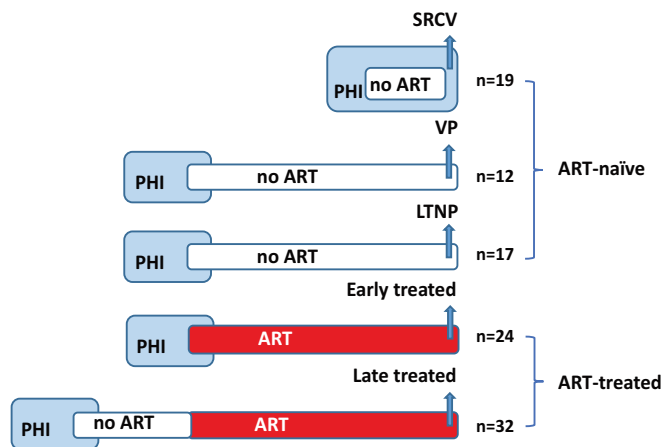 SRCV
PHI no ART n=19
VP
PHI no ART n=12
ART-naïve
LTNP
PHI no ART n=17
Early treated
PHI ART n=24
ART-treated
Late treated
PHI no ART ART n=32